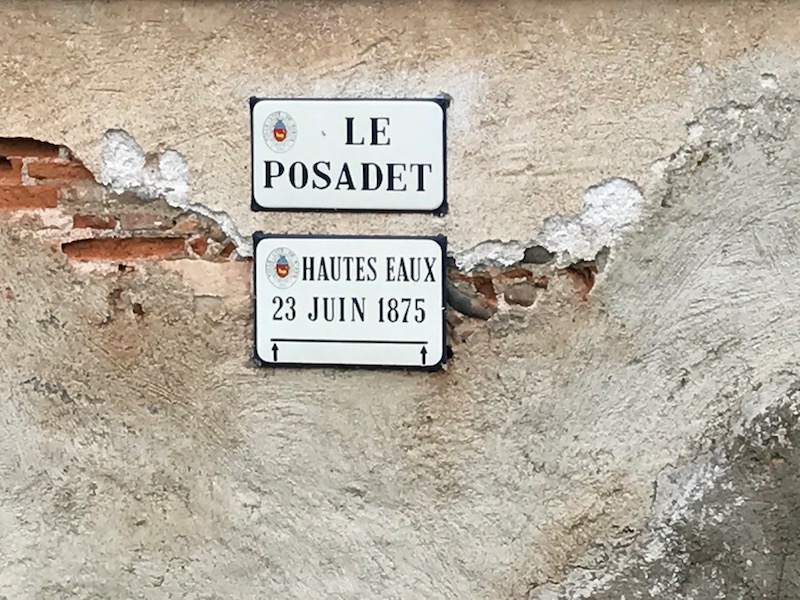 LE
POSADET
HAUTES EAUX
23 JUIN 1875